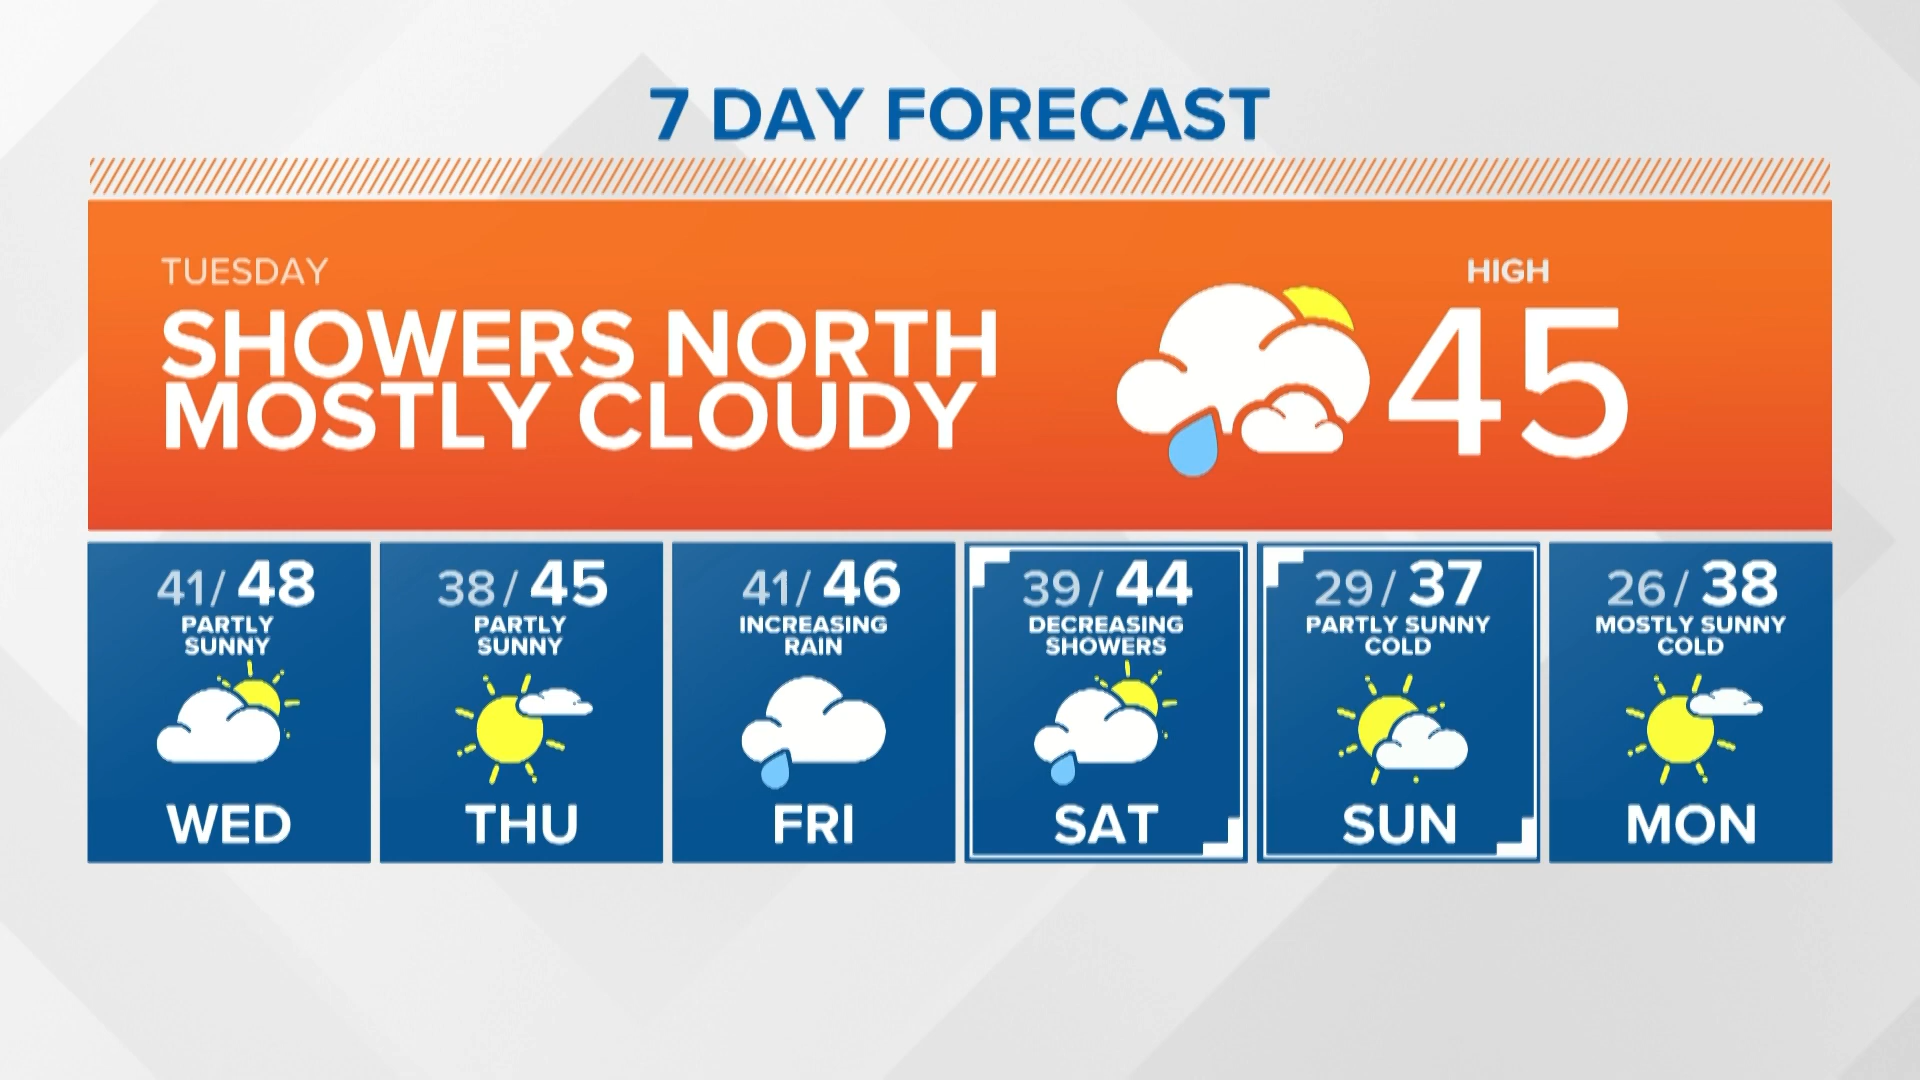 7 DAY FORECAST
TUESDAY
SHOWERS NORTH
MOSTLY CLOUDY
HIGH
45
41/ 48
PARTLY
SUNNY
WED
38/ 45
PARTLY
SUNNY
THU
41/ 46
INCREASING
RAIN
FRI
39/ 44
DECREASING
SHOWERS
SAT
29/ 37
PARTLY SUNNY
COLD
SUN
26/ 38
MOSTLY SUNNY
COLD
MON